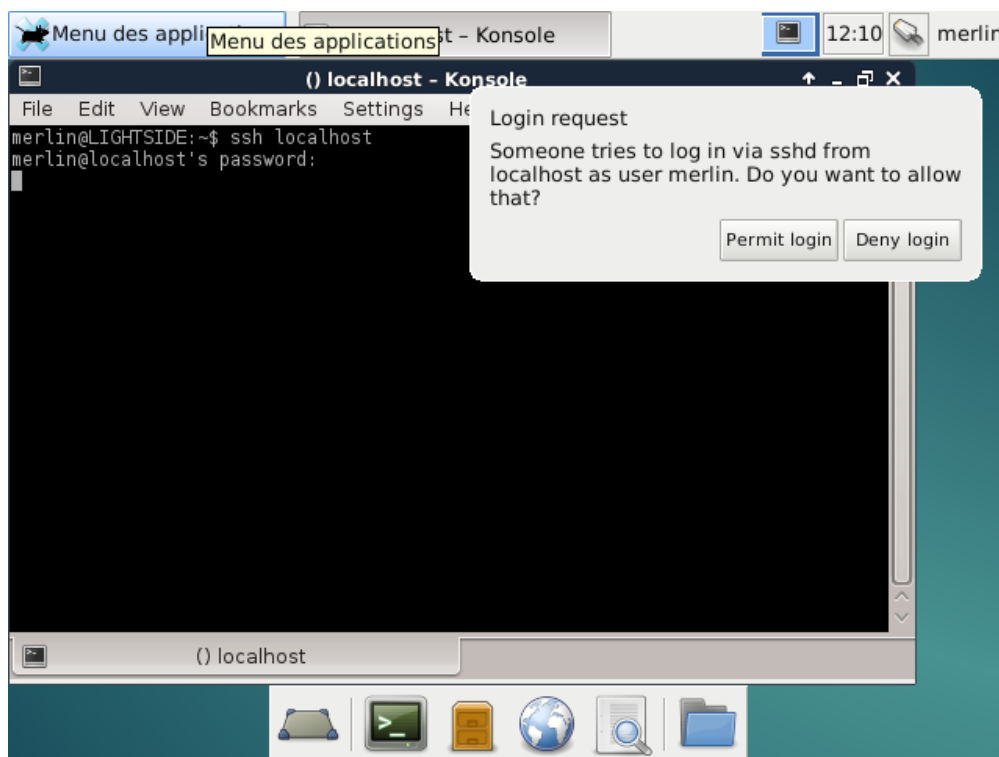 Menu des appli
Menu des applications
st – Konsole
12:10
merlin
() localhost – Konsole
File Edit View Bookmarks Settings He
merlin@LIGHTSIDE:~$ ssh localhost
merlin@localhost's password:
Login request
Someone tries to log in via sshd from
localhost as user merlin. Do you want to allow
that?
Permit login Deny login
() localhost